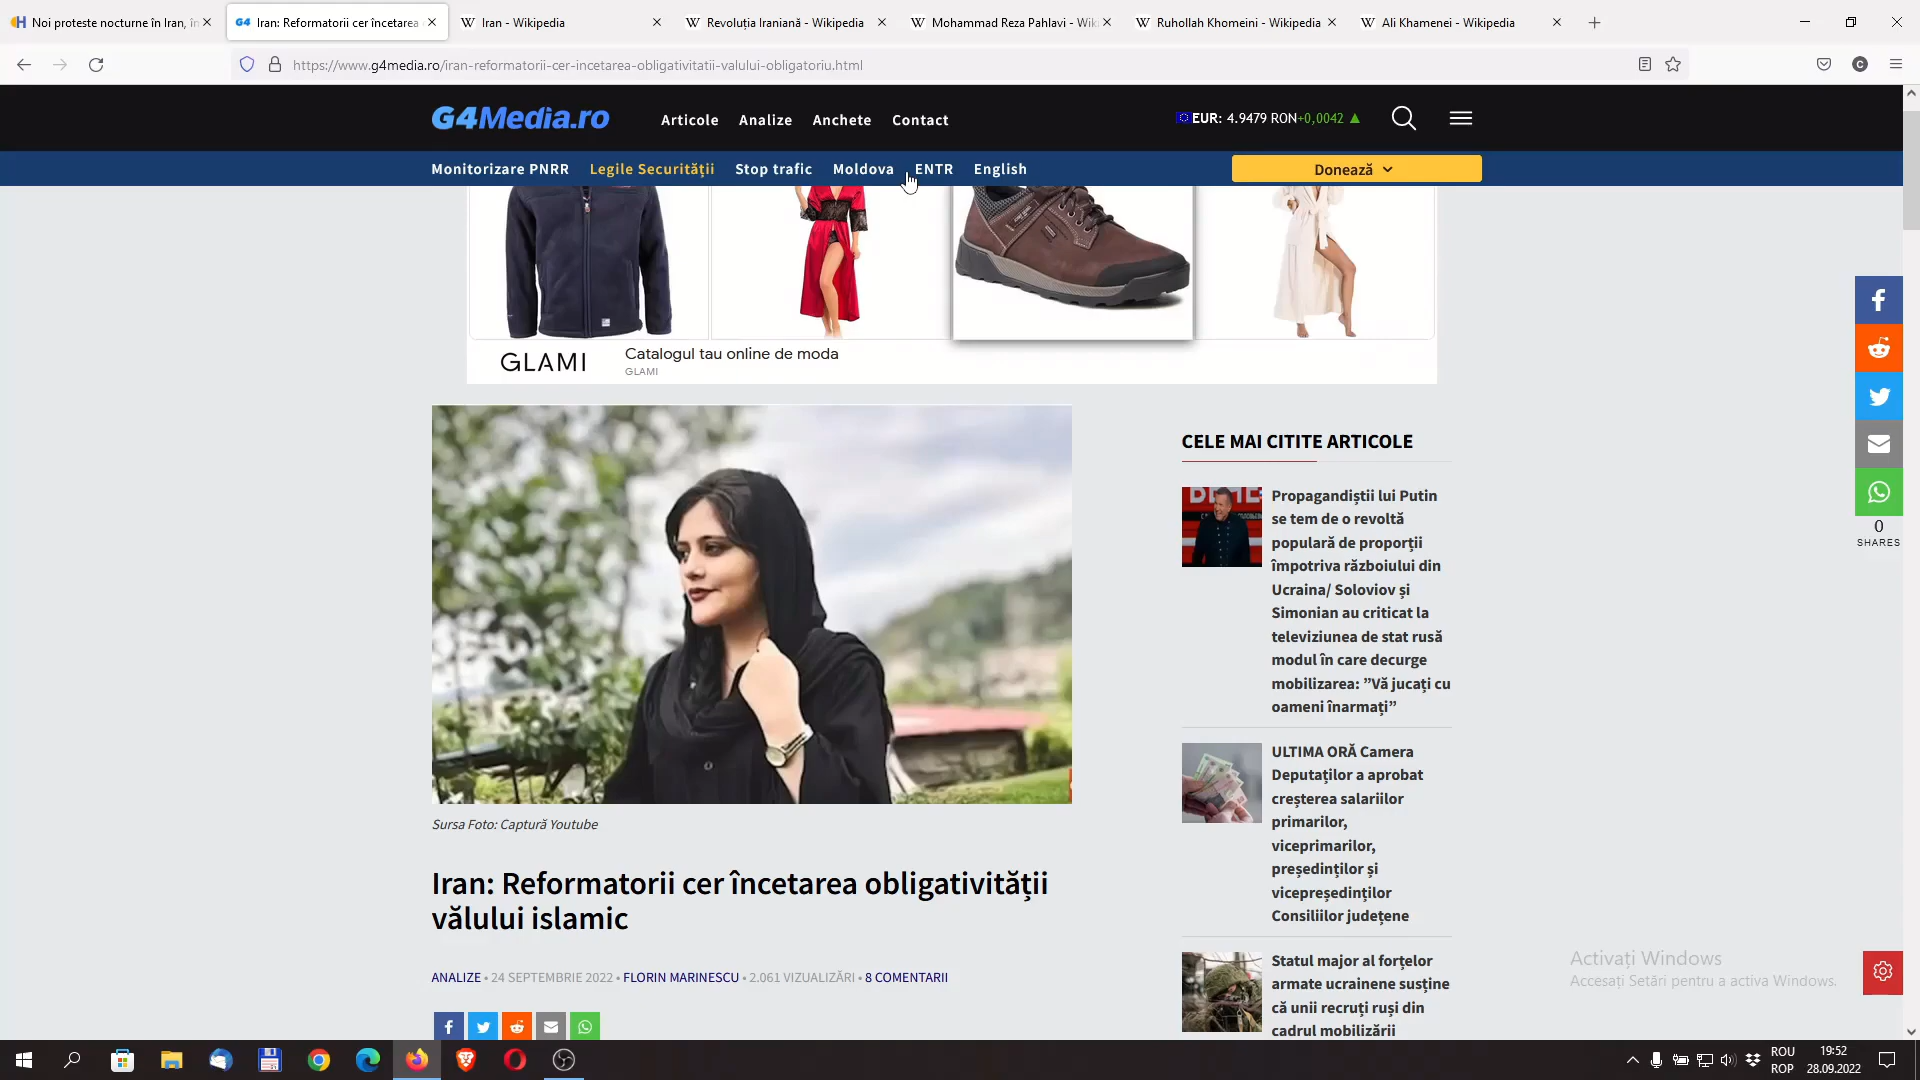 Noi proteste nocturne în Iran, în
Iran: Reformatorii cer încetarea
Iran - Wikipedia
Revoluția Iraniană - Wikipedia
Mohammad Reza Pahlavi - Wik
Ruhollah Khomeini - Wikipedia
Ali Khamenei - Wikipedia
https://www.g4media.ro/iran-reformatorii-cer-incetarea-obligativitatii-valului-obligatoriu.html
G4Media.ro
Articole Analize Anchete Contact
EUR: 4.9479 RON+0,0042
Monitorizare PNRR Legile Securității Stop trafic Moldova ENTR English
Donează
GLAMI
Catalogul tau online de moda
GLAMI
Sursa Foto: Captură Youtube
Iran: Reformatorii cer încetarea obligativității
vălului islamic
ANALIZE • 24 SEPTEMBRIE 2022 • FLORIN MARINESCU • 2.061 VIZUALIZĂRI • 8 COMENTARII
CELE MAI CITITE ARTICOLE
Propagandiștii lui Putin
se tem de o revoltă
populară de proporții
împotriva războiului din
Ucraina/ Soloviov și
Simonian au criticat la
televiziunea de stat rusă
modul în care decurge
mobilizarea: ”Vă jucați cu
oameni înarmați”
ULTIMA ORĂ Camera
Deputaților a aprobat
creșterea salariilor
primarilor,
viceprimarilor,
președinților și
vicepreședinților
Consiliilor județene
Statul major al forțelor
armate ucrainene susține
că unii recruți ruși din
cadrul mobilizării
0
SHARES
Activați Windows
Accesați Setări pentru a activa Windows.
ROU
ROP
19:52
28.09.2022